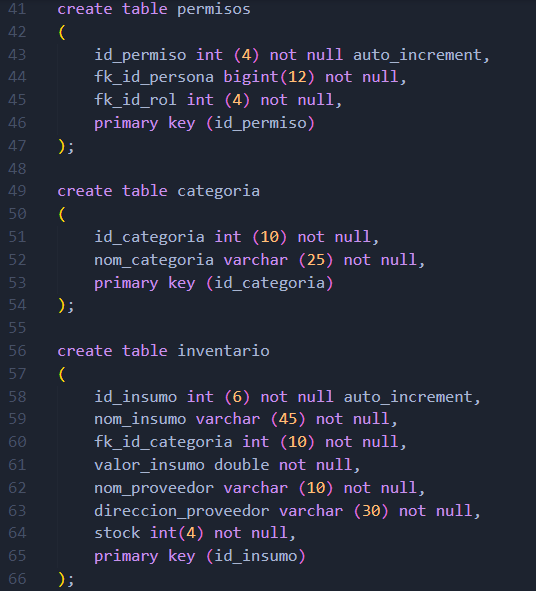 41 create table permisos
42 (
43     id_permiso int (4) not null auto_increment,
44     fk_id_persona bigint(12) not null,
45     fk_id_rol int (4) not null,
46     primary key (id_permiso)
47 );
48
49 create table categoria
50 (
51     id_categoria int (10) not null,
52     nom_categoria varchar (25) not null,
53     primary key (id_categoria)
54 );
55
56 create table inventario
57 (
58     id_insumo int (6) not null auto_increment,
59     nom_insumo varchar (45) not null,
60     fk_id_categoria int (10) not null,
61     valor_insumo double not null,
62     nom_proveedor varchar (10) not null,
63     direccion_proveedor varchar (30) not null,
64     stock int(4) not null,
65     primary key (id_insumo)
66 );